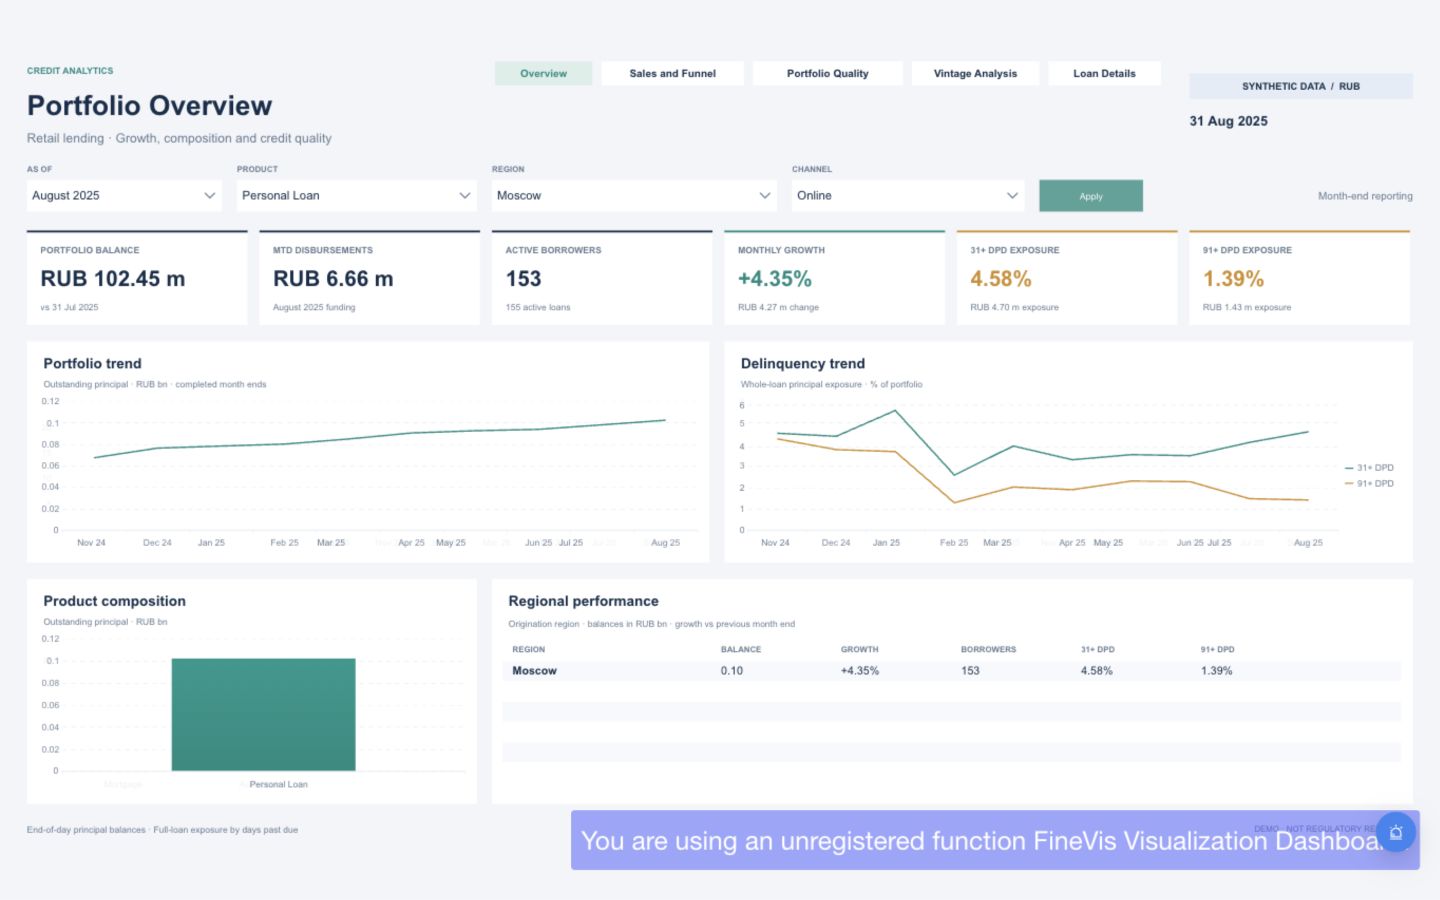 CREDIT ANALYTICS
Overview
Sales and Funnel
Portfolio Quality
Vintage Analysis
Loan Details
SYNTHETIC DATA / RUB
Portfolio Overview
31 Aug 2025
Retail lending · Growth, composition and credit quality
AS OF
PRODUCT
REGION
CHANNEL
August 2025
Personal Loan
Moscow
Online
Apply
Month-end reporting
PORTFOLIO BALANCE
RUB 102.45 m
vs 31 Jul 2025
MTD DISBURSEMENTS
RUB 6.66 m
August 2025 funding
ACTIVE BORROWERS
153
155 active loans
MONTHLY GROWTH
+4.35%
RUB 4.27 m change
31+ DPD EXPOSURE
4.58%
RUB 4.70 m exposure
91+ DPD EXPOSURE
1.39%
RUB 1.43 m exposure
Portfolio trend
Outstanding principal · RUB bn · completed month ends
0.12
0.1
0.08
0.06
0.04
0.02
0
Nov 24 Dec 24 Jan 25 Feb 25 Mar 25 Apr 25 May 25 Jun 25 Jul 25 Aug 25
Delinquency trend
Whole-loan principal exposure · % of portfolio
6
5
4
3
2
1
0
Nov 24 Dec 24 Jan 25 Feb 25 Mar 25 Apr 25 May 25 Jun 25 Jul 25 Aug 25
31+ DPD
91+ DPD
Product composition
Outstanding principal · RUB bn
0.12
0.1
0.08
0.06
0.04
0.02
0
Mortgage
Personal Loan
Regional performance
Origination region · balances in RUB bn · growth vs previous month end
REGION BALANCE GROWTH BORROWERS 31+ DPD 91+ DPD
Moscow 0.10 +4.35% 153 4.58% 1.39%
End-of-day principal balances · Full-loan exposure by days past due
DEMO · NOT REGULATORY
You are using an unregistered function FineVis Visualization